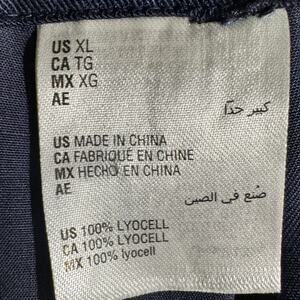 US XL
CA TG
MX XG
AE كبير جدًا
US MADE IN CHINA
CA FABRIQUÉ EN CHINE
MX HECHO EN CHINA
AE صُنع في الصين
US 100% LYOCELL
CA 100% LYOCELL
MX 100% lyocell